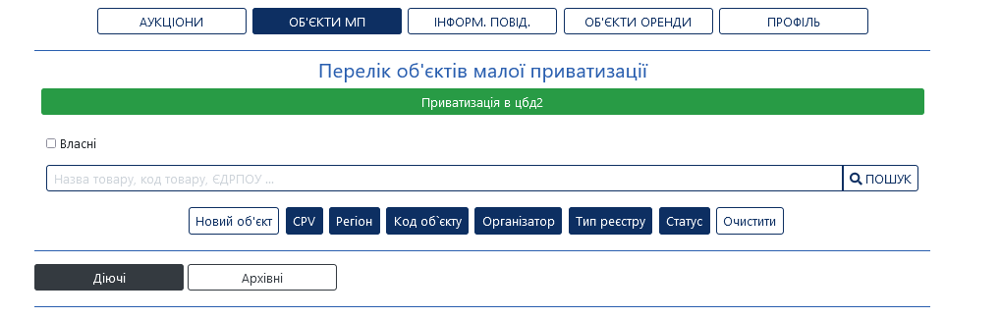 АУКЦІОНИ ОБ'ЄКТИ МП ІНФОРМ. ПОВІД. ОБ'ЄКТИ ОРЕНДИ ПРОФІЛЬ
Перелік об'єктів малої приватизації
Приватизація в цбд2
Власні
Назва товару, код товару, ЄДРПОУ ... ПОШУК
Новий об'єкт CPV Регіон Код об`єкту Організатор Тип реєстру Статус Очистити
Діючі Архівні